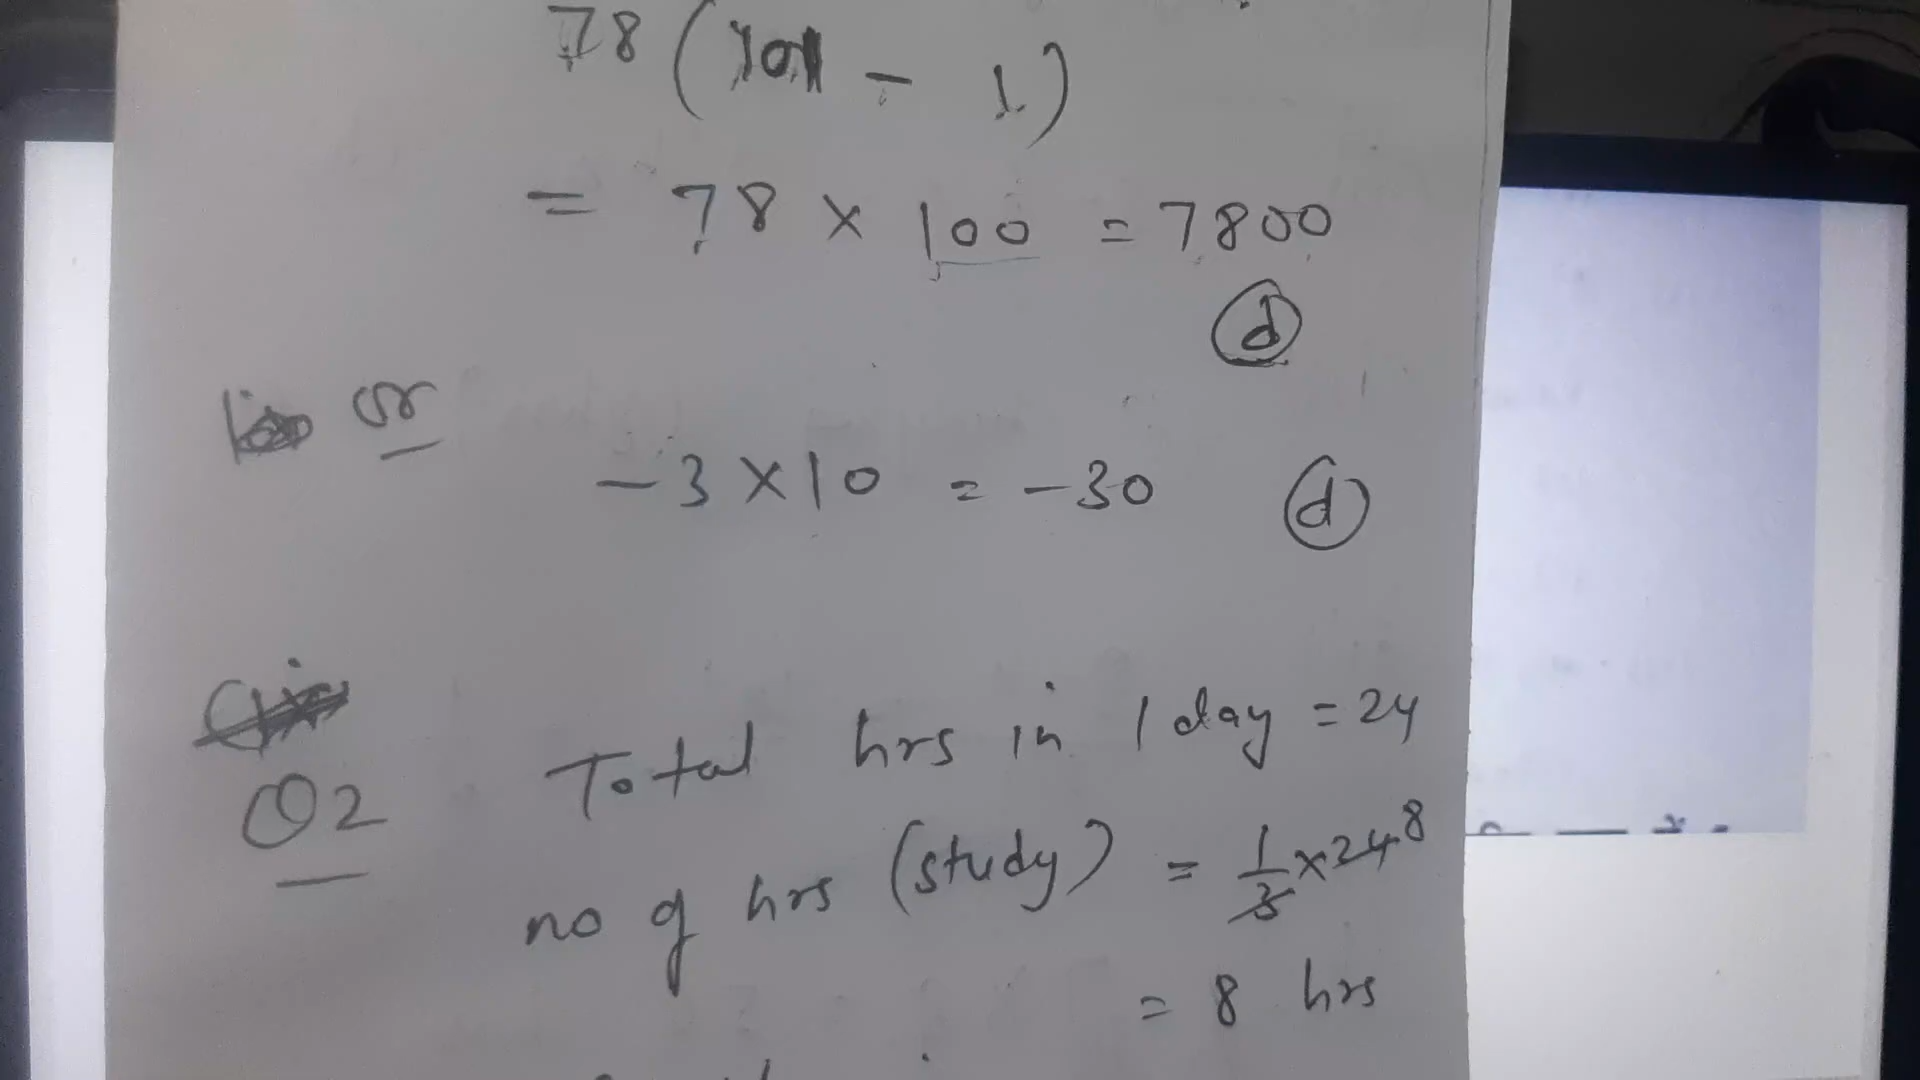 78 (101 - 1)
= 78 × 100 = 7800
(d)
or
-3 × 10 = -30 (d)
Q2 Total hrs in 1 day = 24
no of hrs (study) = 1/3 × 24 8
= 8 hrs